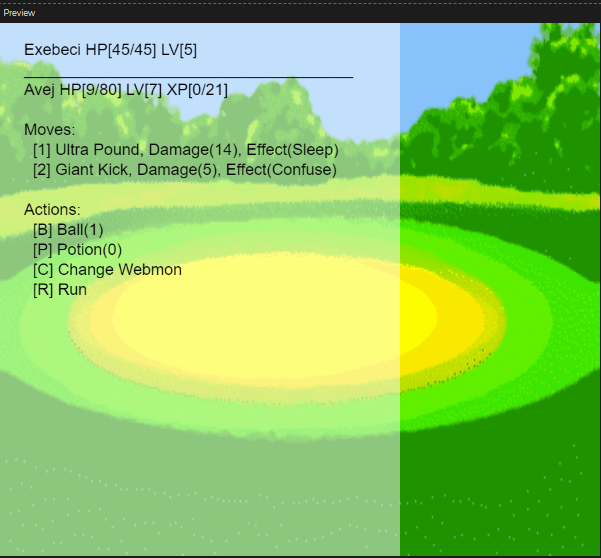 Preview
Exebeci HP[45/45] LV[5]
Avej HP[9/80] LV[7] XP[0/21]
Moves:
[1] Ultra Pound, Damage(14), Effect(Sleep)
[2] Giant Kick, Damage(5), Effect(Confuse)
Actions:
[B] Ball(1)
[P] Potion(0)
[C] Change Webmon
[R] Run